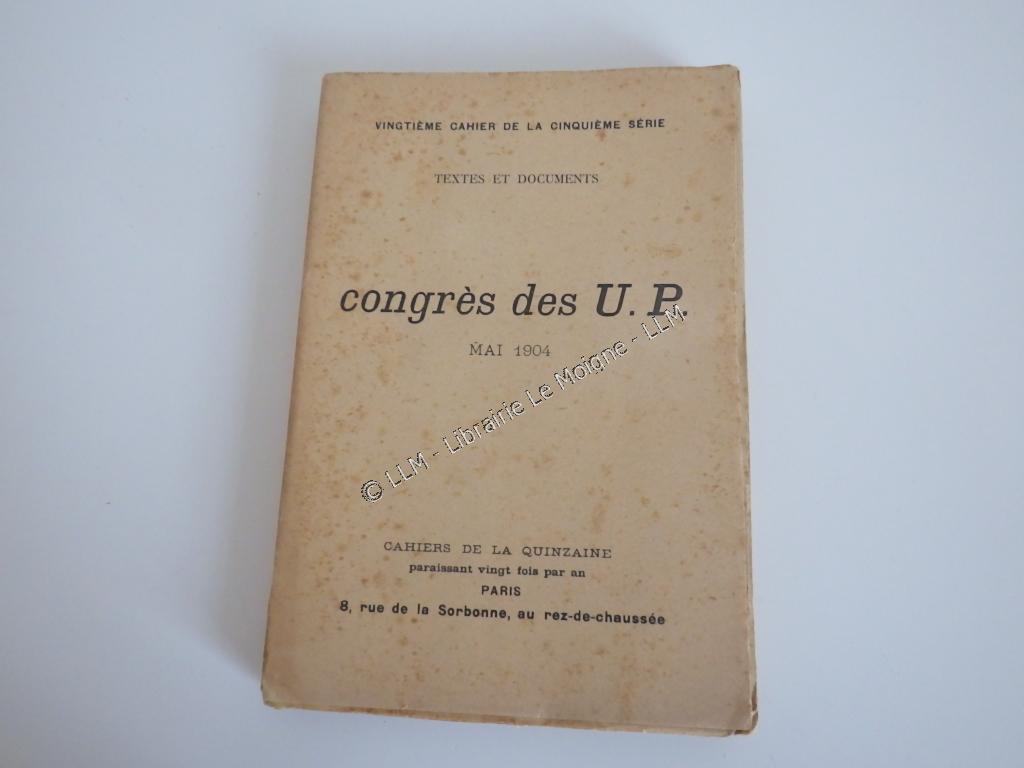 VINGTIÈME CAHIER DE LA CINQUIÈME SÉRIE
TEXTES ET DOCUMENTS
congrès des U. P.
MAI 1904
© LLM - Librairie Le Moigne - LLM
CAHIERS DE LA QUINZAINE
paraissant vingt fois par an
PARIS
8, rue de la Sorbonne, au rez-de-chaussée